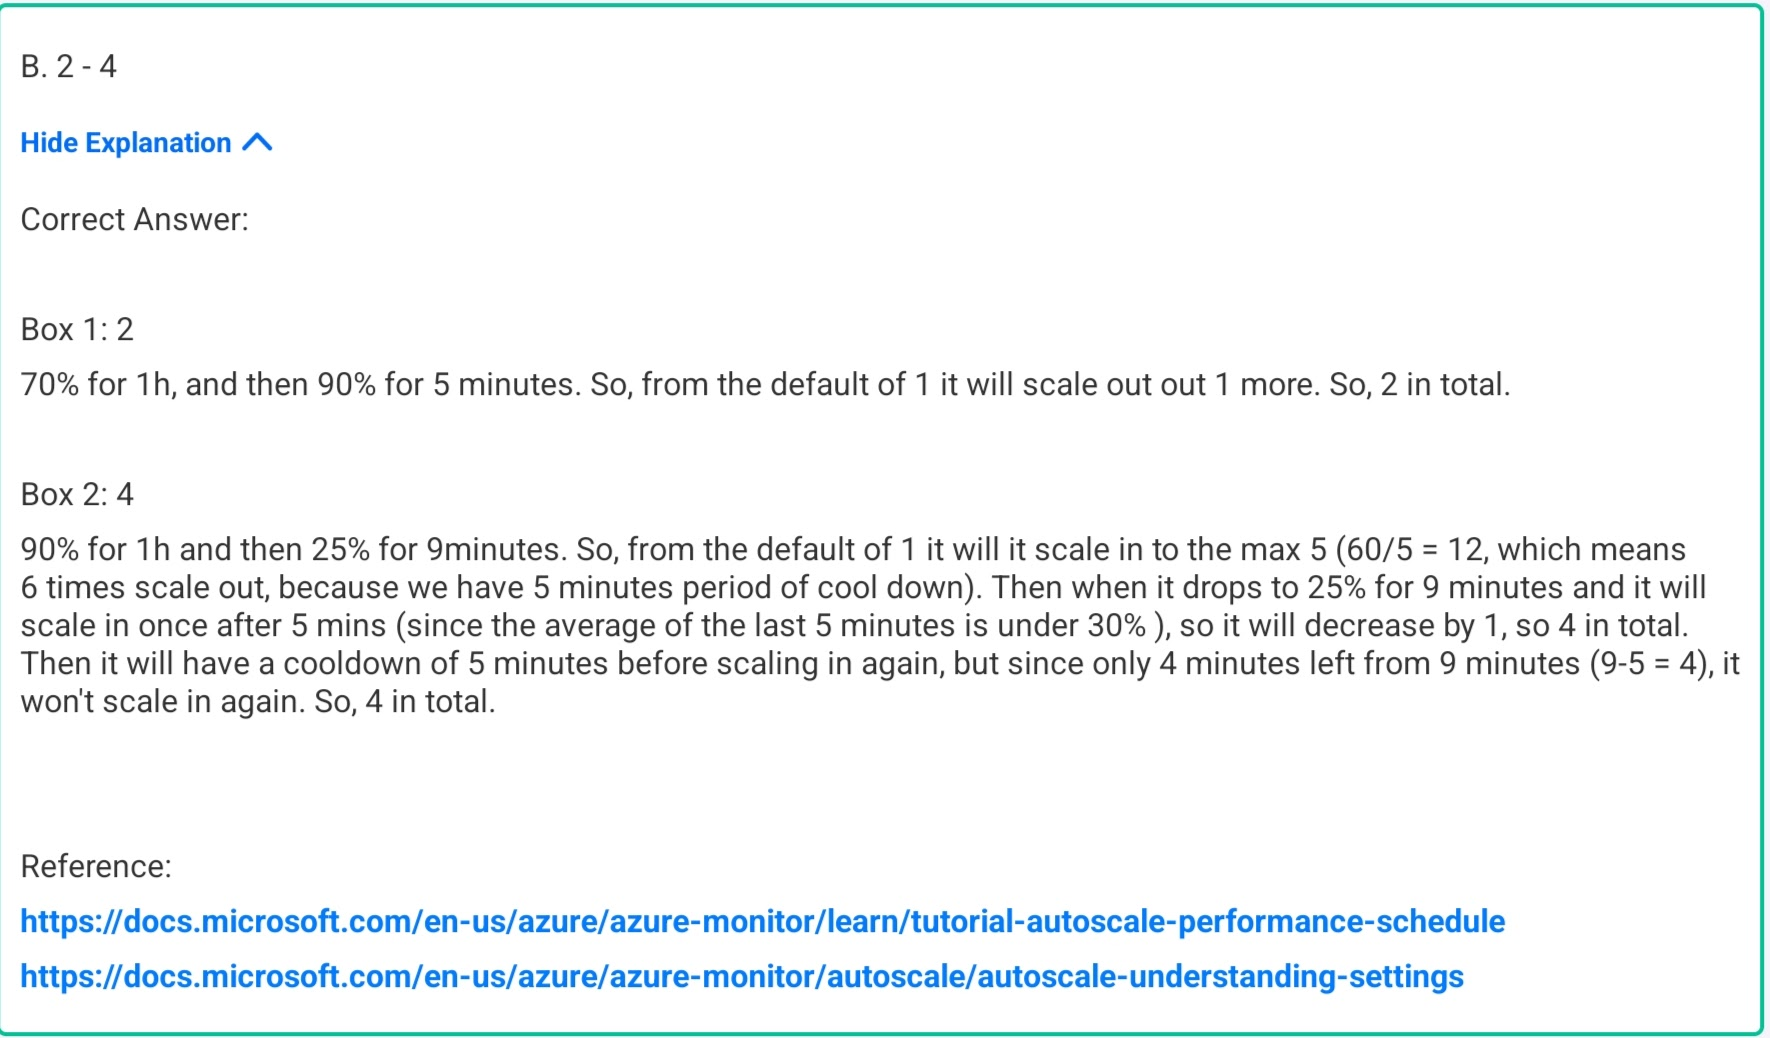 B. 2 - 4
Hide Explanation
Correct Answer:
Box 1: 2
70% for 1h, and then 90% for 5 minutes. So, from the default of 1 it will scale out out 1 more. So, 2 in total.
Box 2: 4
90% for 1h and then 25% for 9minutes. So, from the default of 1 it will it scale in to the max 5 (60/5 = 12, which means
6 times scale out, because we have 5 minutes period of cool down). Then when it drops to 25% for 9 minutes and it will
scale in once after 5 mins (since the average of the last 5 minutes is under 30% ), so it will decrease by 1, so 4 in total.
Then it will have a cooldown of 5 minutes before scaling in again, but since only 4 minutes left from 9 minutes (9-5 = 4), it
won't scale in again. So, 4 in total.
Reference:
https://docs.microsoft.com/en-us/azure/azure-monitor/learn/tutorial-autoscale-performance-schedule
https://docs.microsoft.com/en-us/azure/azure-monitor/autoscale/autoscale-understanding-settings